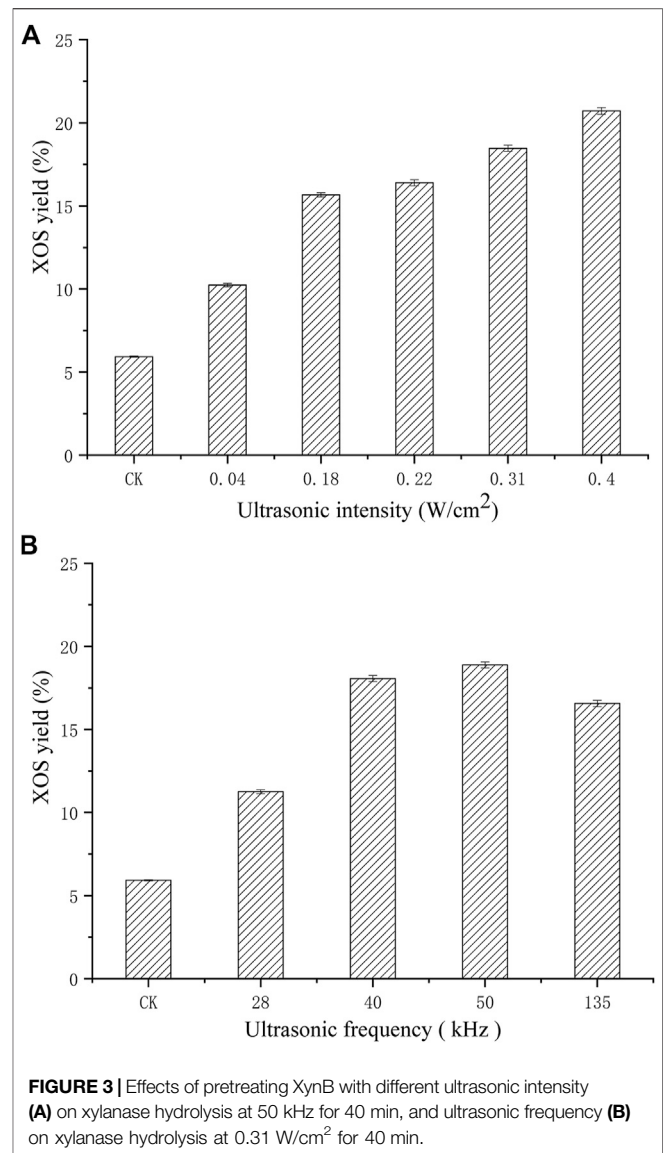 A
25
20
15
10
5
0
XOS yield (%)
CK 0.04 0.18 0.22 0.31 0.4
Ultrasonic intensity (W/cm²)
B
25
20
15
10
5
0
XOS yield (%)
CK 28 40 50 135
Ultrasonic frequency ( kHz )
FIGURE 3 | Effects of pretreating XynB with different ultrasonic intensity
(A) on xylanase hydrolysis at 50 kHz for 40 min, and ultrasonic frequency (B)
on xylanase hydrolysis at 0.31 W/cm² for 40 min.